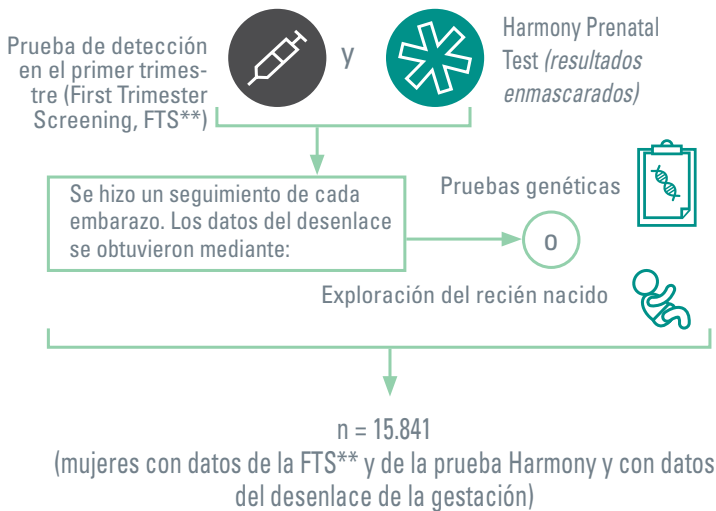 Prueba de detección
en el primer trimes-
tre (First Trimester
Screening, FTS**)
y
Harmony Prenatal
Test (resultados
enmascarados)
Se hizo un seguimiento de cada
embarazo. Los datos del desenlace
se obtuvieron mediante:
Pruebas genéticas
o
Exploración del recién nacido
n = 15.841
(mujeres con datos de la FTS** y de la prueba Harmony y con datos
del desenlace de la gestación)